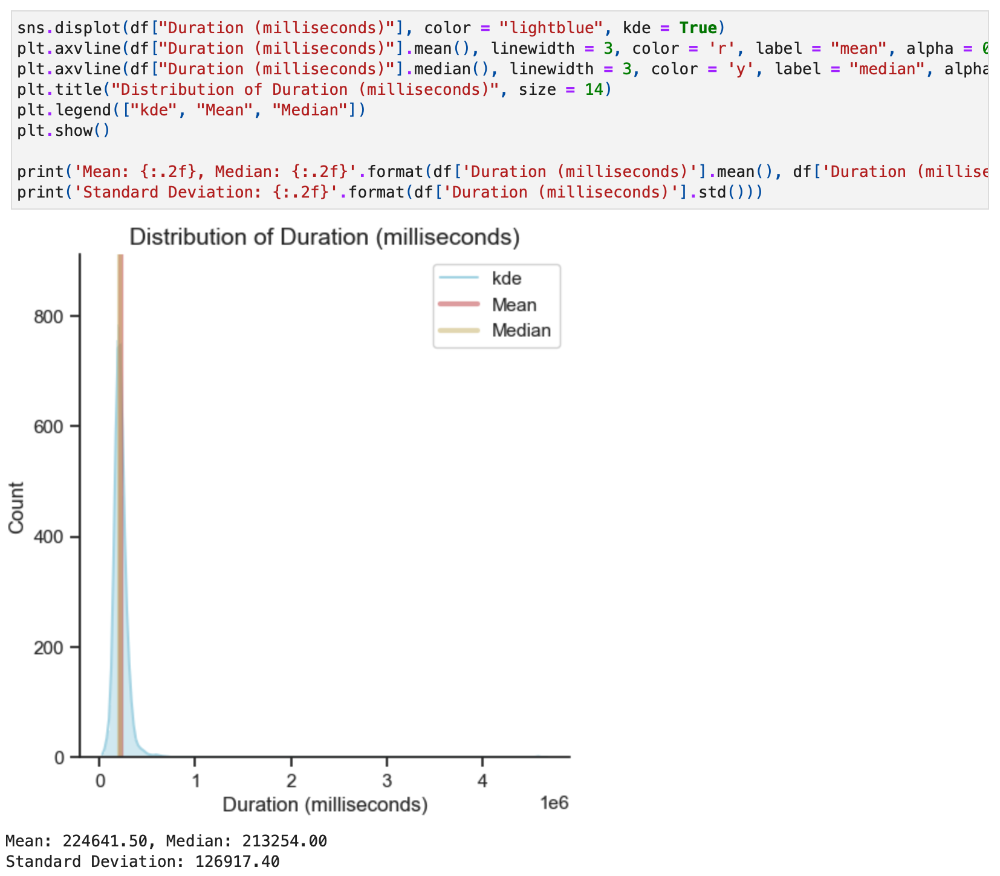 sns.displot(df["Duration (milliseconds)"], color = "lightblue", kde = True)
plt.axvline(df["Duration (milliseconds)"].mean(), linewidth = 3, color = 'r', label = "mean", alpha = 0
plt.axvline(df["Duration (milliseconds)"].median(), linewidth = 3, color = 'y', label = "median", alpha
plt.title("Distribution of Duration (milliseconds)", size = 14)
plt.legend(["kde", "Mean", "Median"])
plt.show()
print('Mean: {:.2f}, Median: {:.2f}'.format(df['Duration (milliseconds)'].mean(), df['Duration (millise
print('Standard Deviation: {:.2f}'.format(df['Duration (milliseconds)'].std()))
Distribution of Duration (milliseconds)
kde
Mean
Median
800
600
400
200
0
Count
0 1 2 3 4
1e6
Duration (milliseconds)
Mean: 224641.50, Median: 213254.00
Standard Deviation: 126917.40